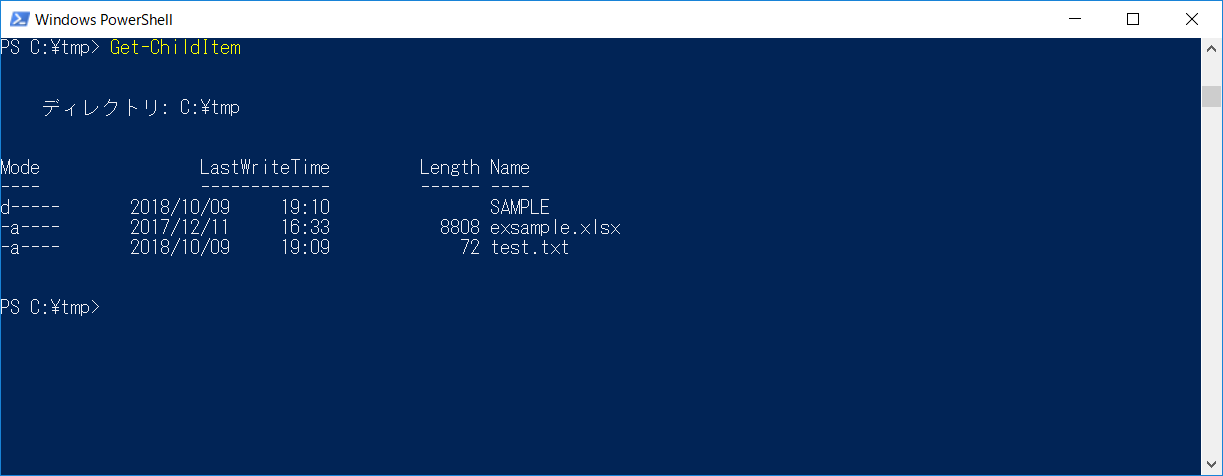 Windows PowerShell
PS C:¥tmp> Get-ChildItem
ディレクトリ: C:¥tmp
Mode                LastWriteTime         Length Name
----                -------------         ------ ----
d-----       2018/10/09     19:10                SAMPLE
-a----       2017/12/11     16:33           8808 exsample.xlsx
-a----       2018/10/09     19:09             72 test.txt
PS C:¥tmp>